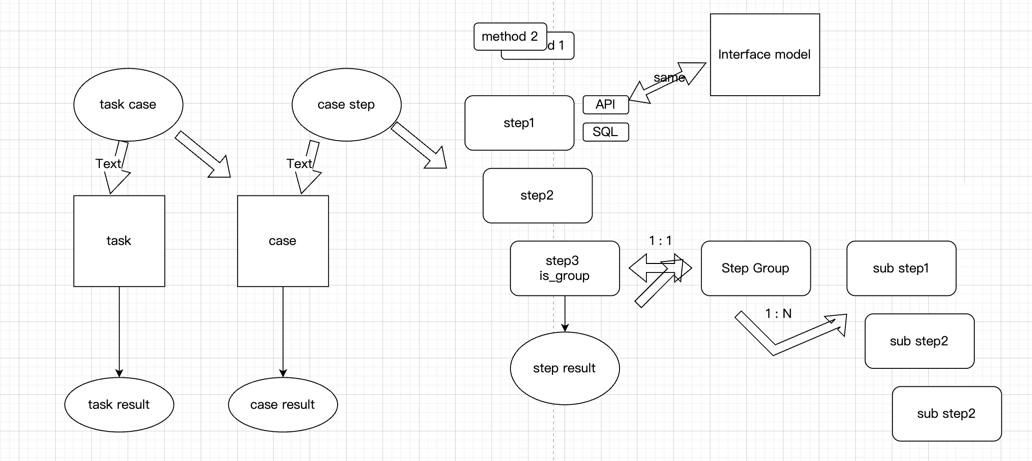 method 2
d 1
Interface model
same
task case
case step
API
step1
SQL
Text
Text
step2
task
case
1 : 1
step3
is_group
Step Group
sub step1
1 : N
sub step2
step result
task result
case result
sub step2